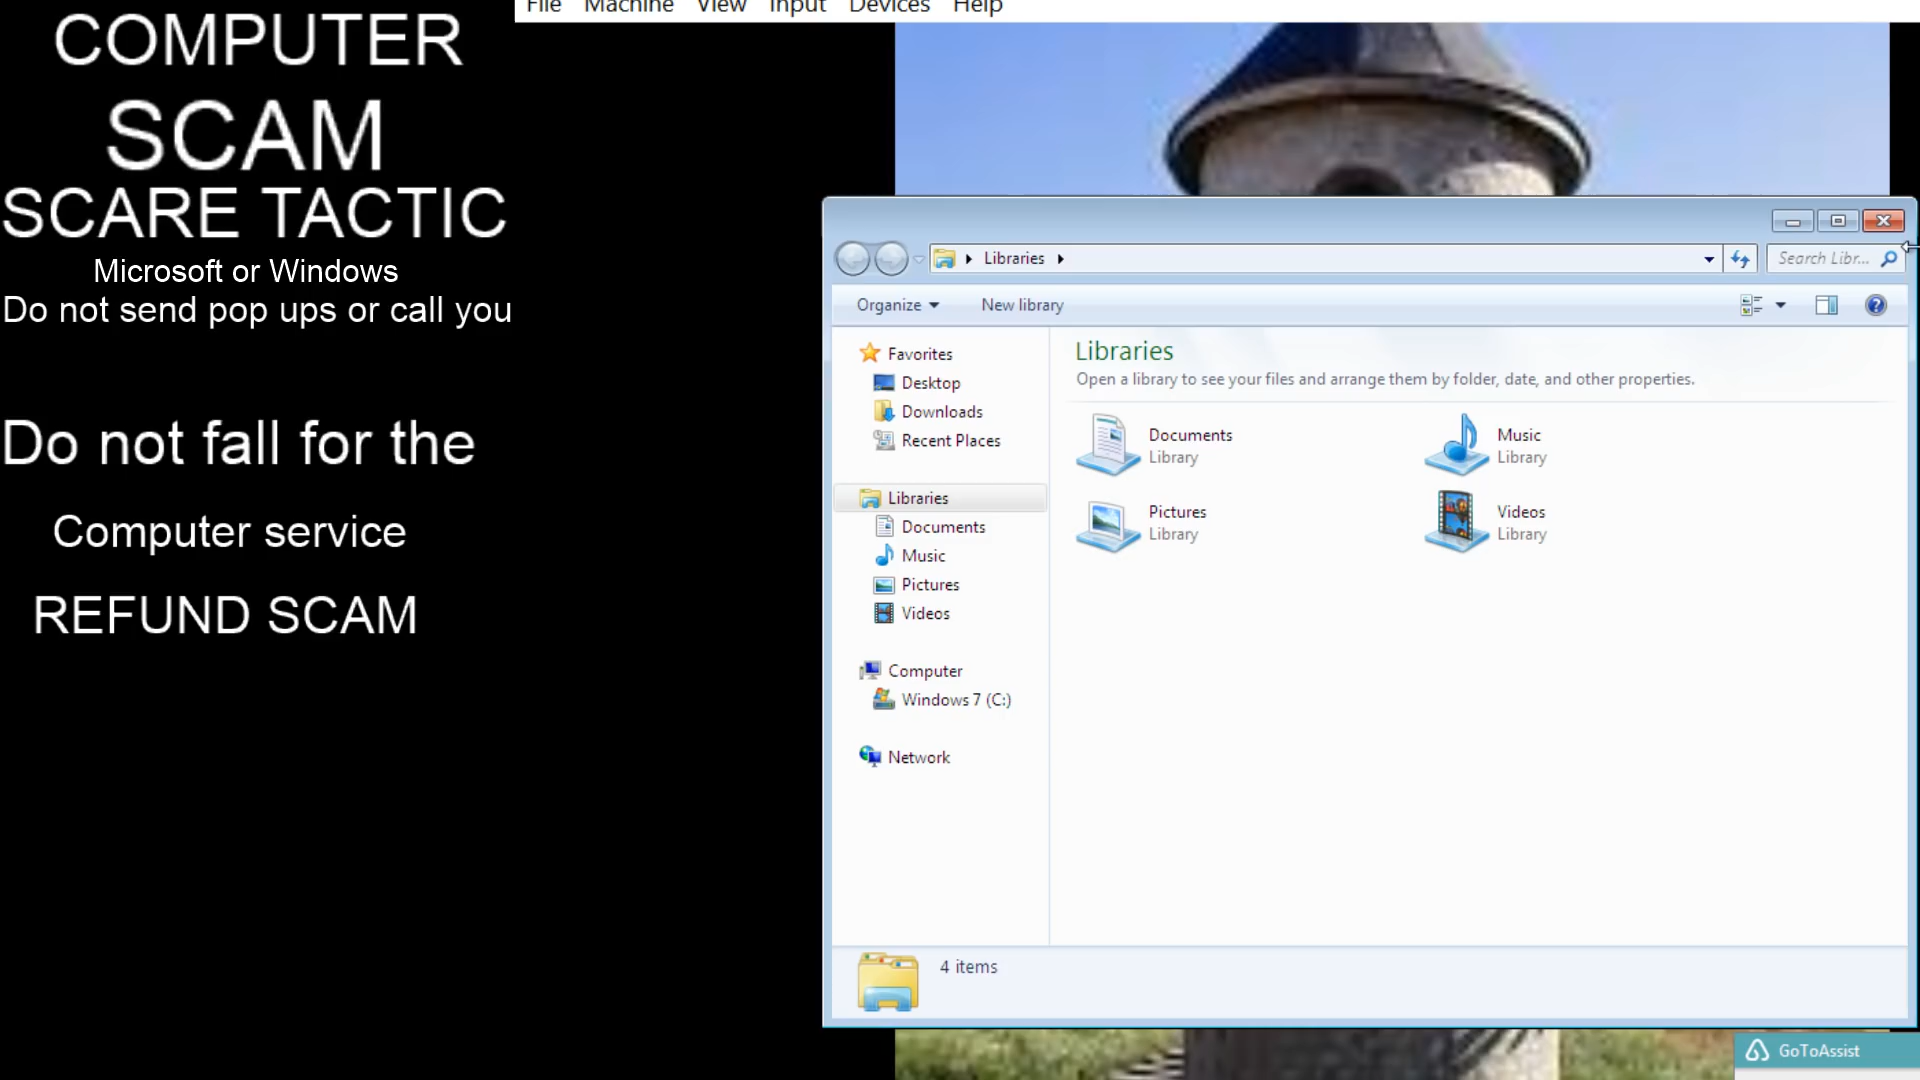 COMPUTER
SCAM
SCARE TACTIC
Microsoft or Windows
Do not send pop ups or call you
Do not fall for the
Computer service
REFUND SCAM
File Machine View Input Devices Help
Libraries
Search Libr...
Organize New library
Favorites
Desktop
Downloads
Recent Places
Libraries
Documents
Music
Pictures
Videos
Computer
Windows 7 (C:)
Network
Libraries
Open a library to see your files and arrange them by folder, date, and other properties.
Documents
Library
Music
Library
Pictures
Library
Videos
Library
4 items
GoToAssist